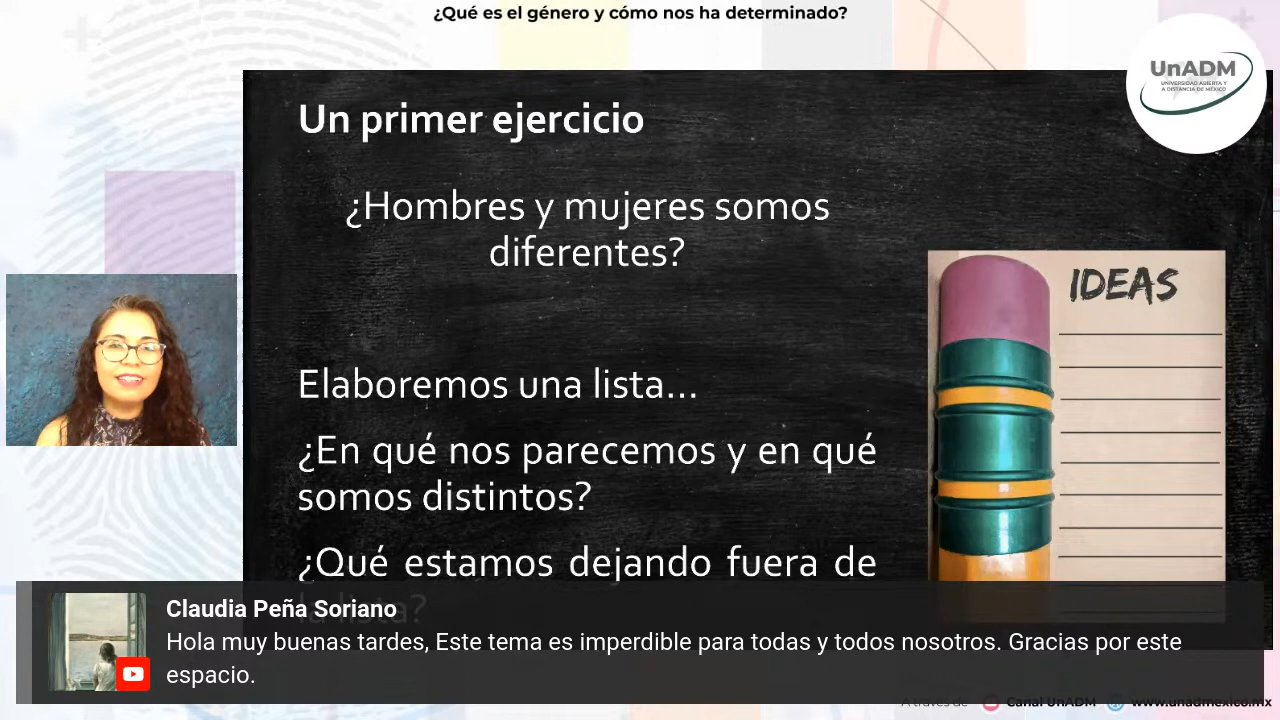 ¿Qué es el género y cómo nos ha determinado?
UnADM
UNIVERSIDAD ABIERTA Y
A DISTANCIA DE MÉXICO
Un primer ejercicio
¿Hombres y mujeres somos
diferentes?
IDEAS
Elaboremos una lista...
¿En qué nos parecemos y en qué
somos distintos?
¿Qué estamos dejando fuera de
la lista?
Claudia Peña Soriano
Hola muy buenas tardes, Este tema es imperdible para todas y todos nosotros. Gracias por este
espacio.
A través de Canal UnADM www.unadmexico.mx